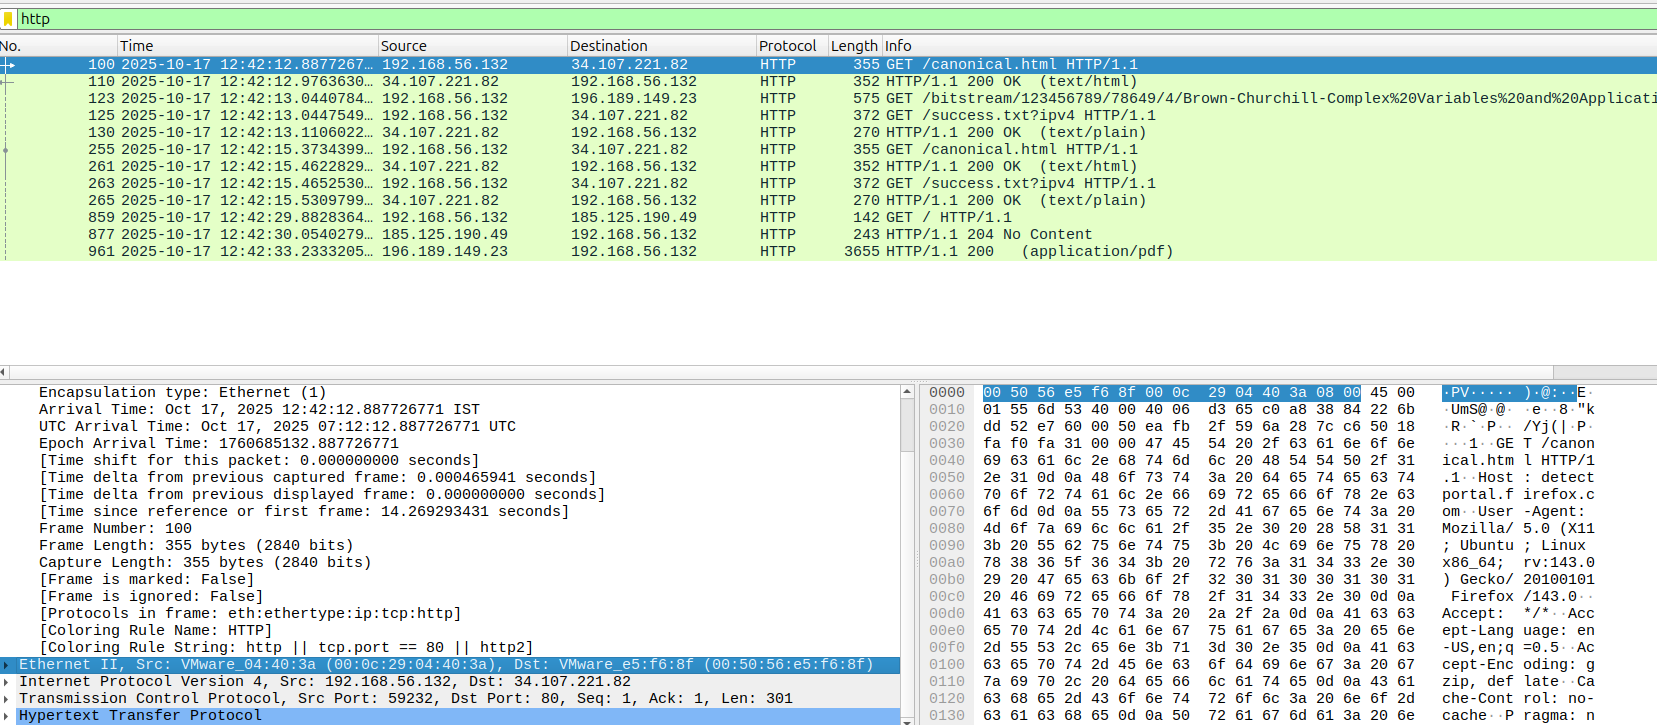 http
No. Time Source Destination Protocol Length Info
100 2025-10-17 12:42:12.8877267… 192.168.56.132 34.107.221.82 HTTP 355 GET /canonical.html HTTP/1.1
110 2025-10-17 12:42:12.9763630… 34.107.221.82 192.168.56.132 HTTP 352 HTTP/1.1 200 OK (text/html)
123 2025-10-17 12:42:13.0440784… 192.168.56.132 196.189.149.23 HTTP 575 GET /bitstream/123456789/78649/4/Brown-Churchill-Complex%20Variables%20and%20Applicati
125 2025-10-17 12:42:13.0447549… 192.168.56.132 34.107.221.82 HTTP 372 GET /success.txt?ipv4 HTTP/1.1
130 2025-10-17 12:42:13.1106022… 34.107.221.82 192.168.56.132 HTTP 270 HTTP/1.1 200 OK (text/plain)
255 2025-10-17 12:42:15.3734399… 192.168.56.132 34.107.221.82 HTTP 355 GET /canonical.html HTTP/1.1
261 2025-10-17 12:42:15.4622829… 34.107.221.82 192.168.56.132 HTTP 352 HTTP/1.1 200 OK (text/html)
263 2025-10-17 12:42:15.4652530… 192.168.56.132 34.107.221.82 HTTP 372 GET /success.txt?ipv4 HTTP/1.1
265 2025-10-17 12:42:15.5309799… 34.107.221.82 192.168.56.132 HTTP 270 HTTP/1.1 200 OK (text/plain)
859 2025-10-17 12:42:29.8828364… 192.168.56.132 185.125.190.49 HTTP 142 GET / HTTP/1.1
877 2025-10-17 12:42:30.0540279… 185.125.190.49 192.168.56.132 HTTP 243 HTTP/1.1 204 No Content
961 2025-10-17 12:42:33.2333205… 196.189.149.23 192.168.56.132 HTTP 3655 HTTP/1.1 200 (application/pdf)
Encapsulation type: Ethernet (1)
Arrival Time: Oct 17, 2025 12:42:12.887726771 IST
UTC Arrival Time: Oct 17, 2025 07:12:12.887726771 UTC
Epoch Arrival Time: 1760685132.887726771
[Time shift for this packet: 0.000000000 seconds]
[Time delta from previous captured frame: 0.000465941 seconds]
[Time delta from previous displayed frame: 0.000000000 seconds]
[Time since reference or first frame: 14.269293431 seconds]
Frame Number: 100
Frame Length: 355 bytes (2840 bits)
Capture Length: 355 bytes (2840 bits)
[Frame is marked: False]
[Frame is ignored: False]
[Protocols in frame: eth:ethertype:ip:tcp:http]
[Coloring Rule Name: HTTP]
[Coloring Rule String: http || tcp.port == 80 || http2]
Ethernet II, Src: VMware_04:40:3a (00:0c:29:04:40:3a), Dst: VMware_e5:f6:8f (00:50:56:e5:f6:8f)
Internet Protocol Version 4, Src: 192.168.56.132, Dst: 34.107.221.82
Transmission Control Protocol, Src Port: 59232, Dst Port: 80, Seq: 1, Ack: 1, Len: 301
Hypertext Transfer Protocol
0000 00 50 56 e5 f6 8f 00 0c 29 04 40 3a 08 00 45 00 ·PV····· )·@:··E·
0010 01 55 6d 53 40 00 40 06 d3 65 c0 a8 38 84 22 6b ·UmS@·@· ·e··8·"k
0020 dd 52 e7 60 00 50 ea fb 2f 59 6a 28 7c c6 50 18 ·R·`·P·· /Yj(|·P·
0030 fa f0 fa 31 00 00 47 45 54 20 2f 63 61 6e 6f 6e ···1··GE T /canon
0040 69 63 61 6c 2e 68 74 6d 6c 20 48 54 54 50 2f 31 ical.htm l HTTP/1
0050 2e 31 0d 0a 48 6f 73 74 3a 20 64 65 74 65 63 74 .1··Host : detect
0060 70 6f 72 74 61 6c 2e 66 69 72 65 66 6f 78 2e 63 portal.f irefox.c
0070 6f 6d 0d 0a 55 73 65 72 2d 41 67 65 6e 74 3a 20 om··User -Agent:
0080 4d 6f 7a 69 6c 6c 61 2f 35 2e 30 20 28 58 31 31 Mozilla/ 5.0 (X11
0090 3b 20 55 62 75 6e 74 75 3b 20 4c 69 6e 75 78 20 ; Ubuntu ; Linux
00a0 78 38 36 5f 36 34 3b 20 72 76 3a 31 34 33 2e 30 x86_64; rv:143.0
00b0 29 20 47 65 63 6b 6f 2f 32 30 31 30 30 31 30 31 ) Gecko/ 20100101
00c0 20 46 69 72 65 66 6f 78 2f 31 34 33 2e 30 0d 0a Firefox /143.0··
00d0 41 63 63 65 70 74 3a 20 2a 2f 2a 0d 0a 41 63 63 Accept: */*··Acc
00e0 65 70 74 2d 4c 61 6e 67 75 61 67 65 3a 20 65 6e ept-Lang uage: en
00f0 2d 55 53 2c 65 6e 3b 71 3d 30 2e 35 0d 0a 41 63 -US,en;q =0.5··Ac
0100 63 65 70 74 2d 45 6e 63 6f 64 69 6e 67 3a 20 67 cept-Enc oding: g
0110 7a 69 70 2c 20 64 65 66 6c 61 74 65 0d 0a 43 61 zip, def late··Ca
0120 63 68 65 2d 43 6f 6e 74 72 6f 6c 3a 20 6e 6f 2d che-Cont rol: no-
0130 63 61 63 68 65 0d 0a 50 72 61 67 6d 61 3a 20 6e cache··P ragma: n